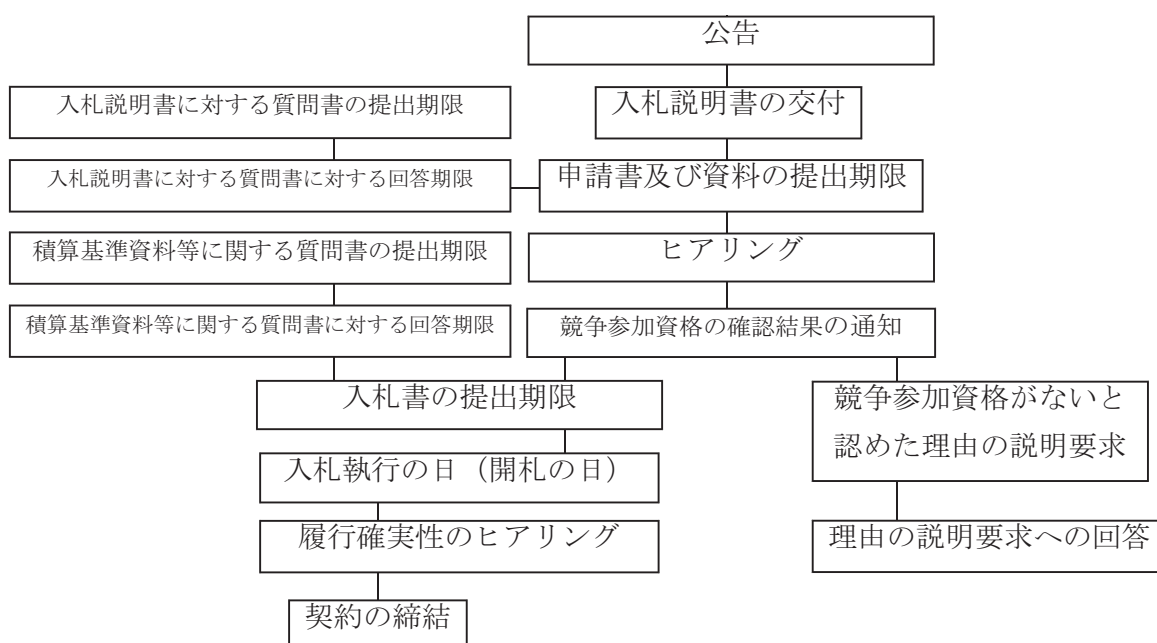 公告
入札説明書に対する質問書の提出期限
入札説明書の交付
入札説明書に対する質問書に対する回答期限
申請書及び資料の提出期限
積算基準資料等に関する質問書の提出期限
ヒアリング
積算基準資料等に関する質問書に対する回答期限
競争参加資格の確認結果の通知
入札書の提出期限
競争参加資格がないと
認めた理由の説明要求
入札執行の日（開札の日）
履行確実性のヒアリング
理由の説明要求への回答
契約の締結